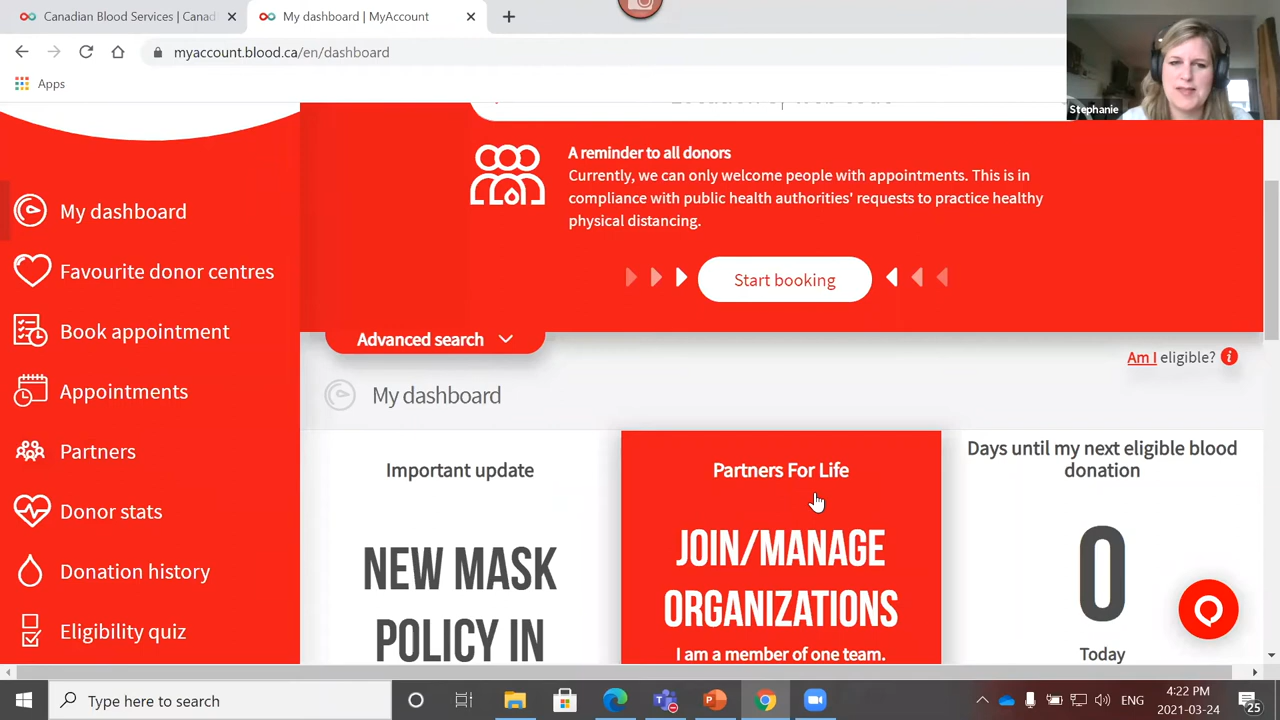 Canadian Blood Services | Canad
My dashboard | MyAccount
myaccount.blood.ca/en/dashboard
Apps
Stephanie
A reminder to all donors
Currently, we can only welcome people with appointments. This is in
compliance with public health authorities' requests to practice healthy
physical distancing.
Start booking
Advanced search
Am I eligible?
My dashboard
Favourite donor centres
Book appointment
Appointments
Partners
Donor stats
Donation history
Eligibility quiz
My dashboard
Important update
NEW MASK
POLICY IN
Partners For Life
JOIN/MANAGE
ORGANIZATIONS
I am a member of one team.
Days until my next eligible blood
donation
0
Today
Type here to search
ENG
4:22 PM
2021-03-24
25